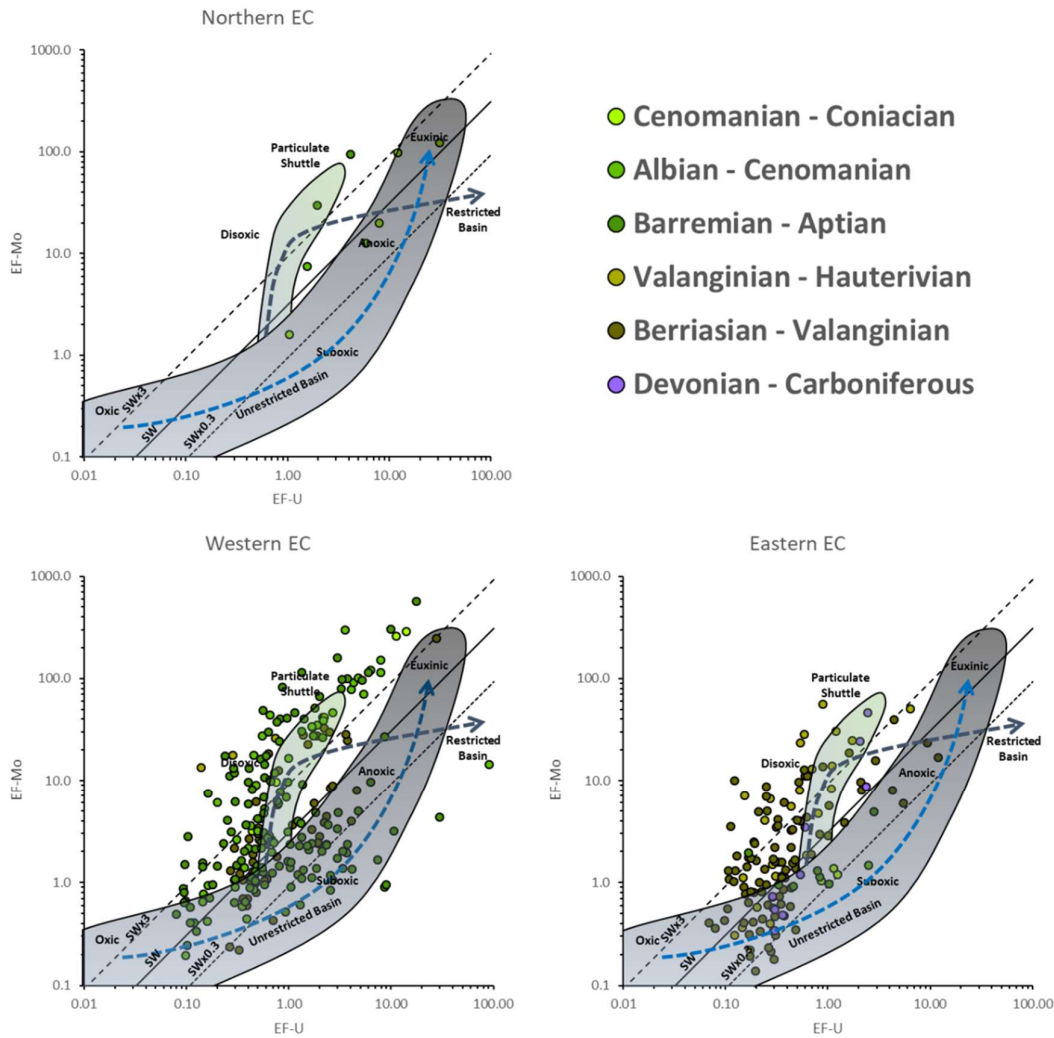 Northern EC
1000.0
100.0
10.0
1.0
0.1
EF-Mo
0.01
0.10
1.00
10.00
100.00
EF-U
Particulate
Shuttle
Euxinic
Disoxic
Restricted
Basin
Anoxic
Suboxic
Unrestricted Basin
Oxic
SWx3
SW
SWx0.3
Cenomanian - Coniacian
Albian - Cenomanian
Barremian - Aptian
Valanginian - Hauterivian
Berriasian - Valanginian
Devonian - Carboniferous
Western EC
1000.0
100.0
10.0
1.0
0.1
EF-Mo
0.01
0.10
1.00
10.00
100.00
EF-U
Particulate
Shuttle
Euxinic
Disoxic
Restricted
Basin
Anoxic
Suboxic
Unrestricted Basin
Oxic
SWx3
SW
SWx0.3
Eastern EC
1000.0
100.0
10.0
1.0
0.1
EF-Mo
0.01
0.10
1.00
10.00
100.00
EF-U
Particulate
Shuttle
Euxinic
Disoxic
Restricted
Basin
Anoxic
Suboxic
Unrestricted Basin
Oxic
SWx3
SW
SWx0.3